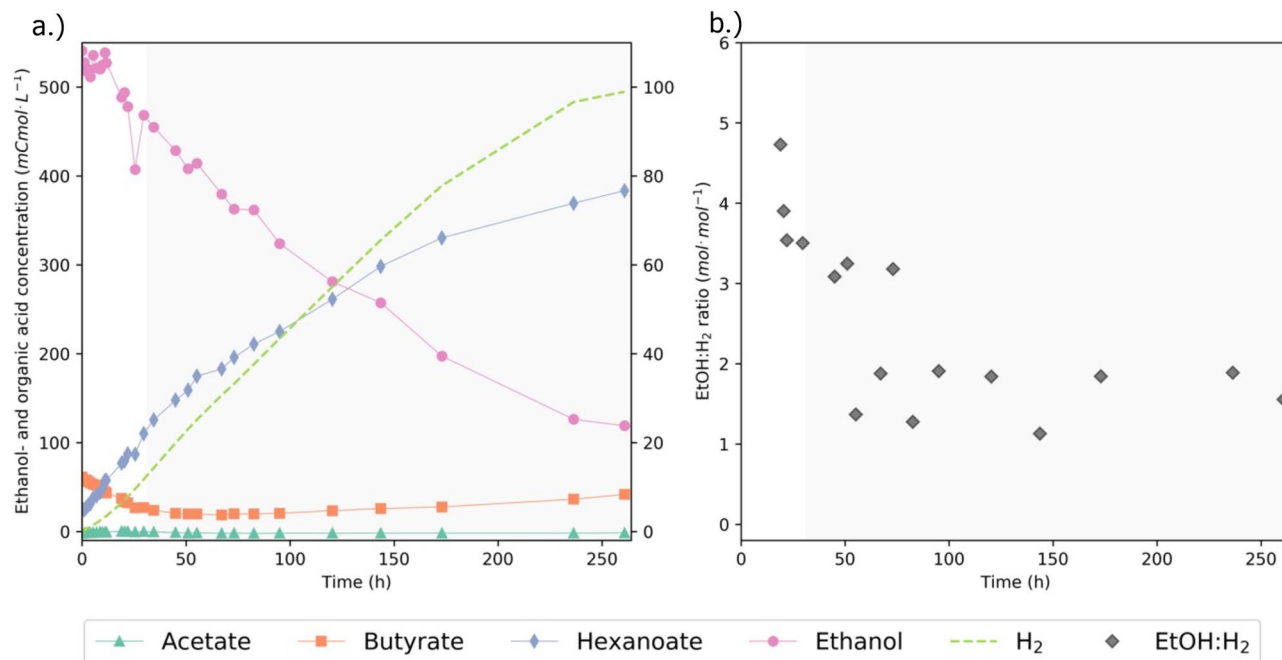 a.)
b.)
Ethanol- and organic acid concentration (mCmol·L⁻¹)
500
400
300
200
100
0
100
80
60
40
20
0
0 50 100 150 200 250
Time (h)
EtOH:H₂ ratio (mol·mol⁻¹)
6
5
4
3
2
1
0
0 50 100 150 200 250
Time (h)
Acetate Butyrate Hexanoate Ethanol H₂ EtOH:H₂